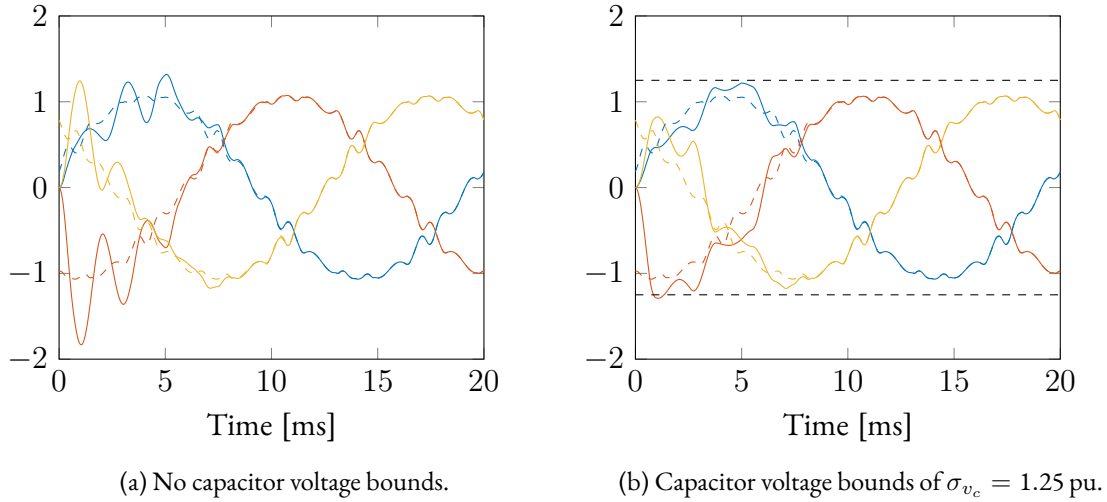 2
1
0
−1
−2
0 5 10 15 20
Time [ms]
(a) No capacitor voltage bounds.
2
1
0
−1
−2
0 5 10 15 20
Time [ms]
(b) Capacitor voltage bounds of σ_{v_c} = 1.25 pu.